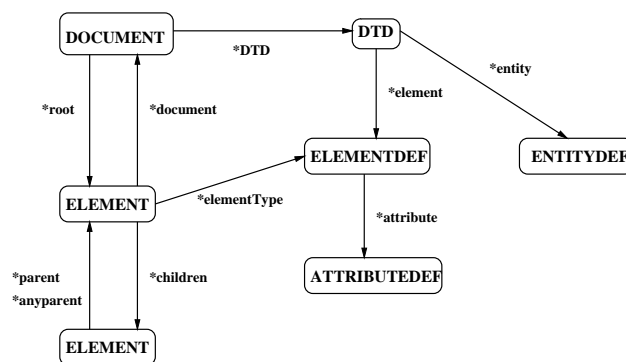 DOCUMENT
DTD
*DTD
*entity
*element
*root
*document
ELEMENTDEF
ENTITYDEF
ELEMENT
*elementType
*attribute
*parent
*children
ATTRIBUTEDEF
*anyparent
ELEMENT